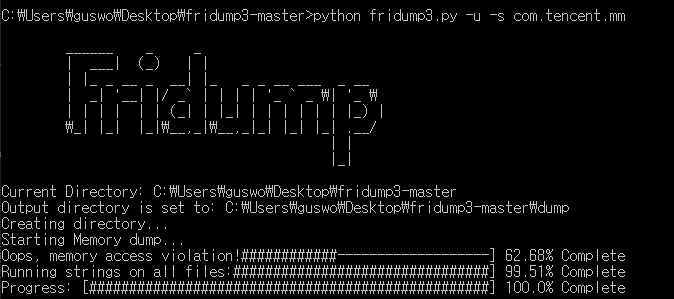 C:₩Users₩guswo₩Desktop₩fridump3-master>python fridump3.py -u -s com.tencent.mm
Fridump
Current Directory: C:₩Users₩guswo₩Desktop₩fridump3-master
Output directory is set to: C:₩Users₩guswo₩Desktop₩fridump3-master₩dump
Creating directory...
Starting Memory dump...
Oops, memory access violation!############-------------------] 62.68% Complete
Running strings on all files:################################] 99.51% Complete
Progress: [##################################################] 100.0% Complete